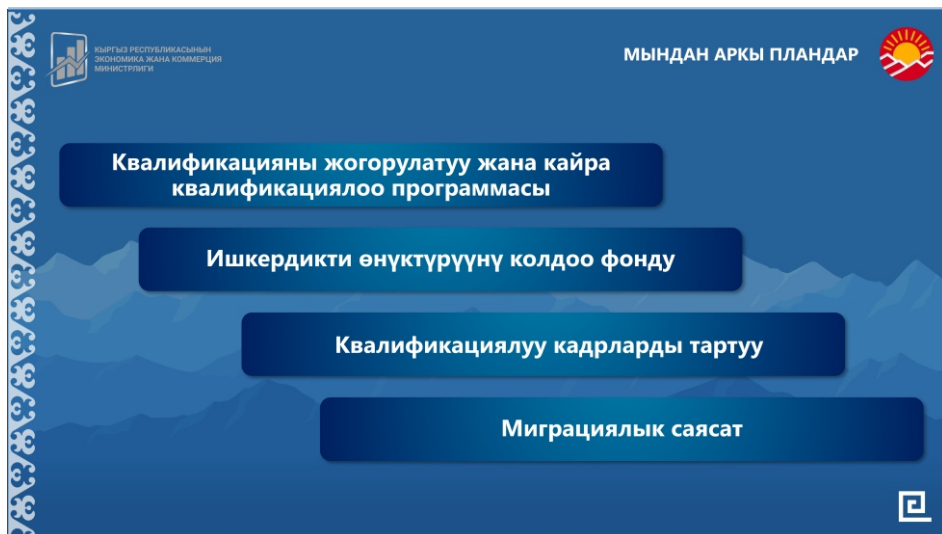 КЫРГЫЗ РЕСПУБЛИКАСЫНЫН
ЭКОНОМИКА ЖАНА КОММЕРЦИЯ
МИНИСТРЛИГИ
МЫНДАН АРКЫ ПЛАНДАР
Квалификацияны жогорулатуу жана кайра
квалификациялоо программасы
Ишкердикти өнүктүрүүнү колдоо фонду
Квалификациялуу кадрларды тартуу
Миграциялык саясат